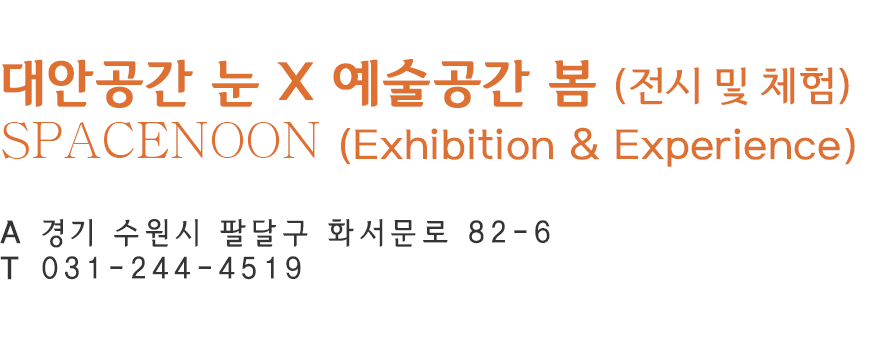 대안공간 눈 X 예술공간 봄 (전시 및 체험)
SPACENOON (Exhibition & Experience)
A 경기 수원시 팔달구 화서문로 82-6
T 031-244-4519